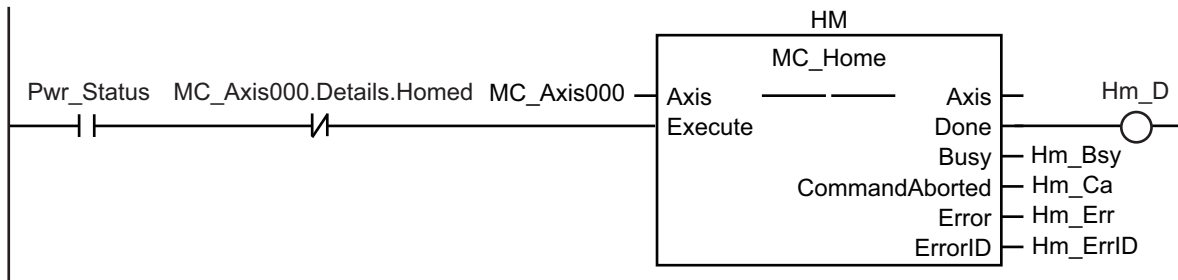 HM
MC_Home
Pwr_Status MC_Axis000.Details.Homed MC_Axis000 Axis Axis Hm_D
Execute Done
Busy Hm_Bsy
CommandAborted Hm_Ca
Error Hm_Err
ErrorID Hm_ErrID